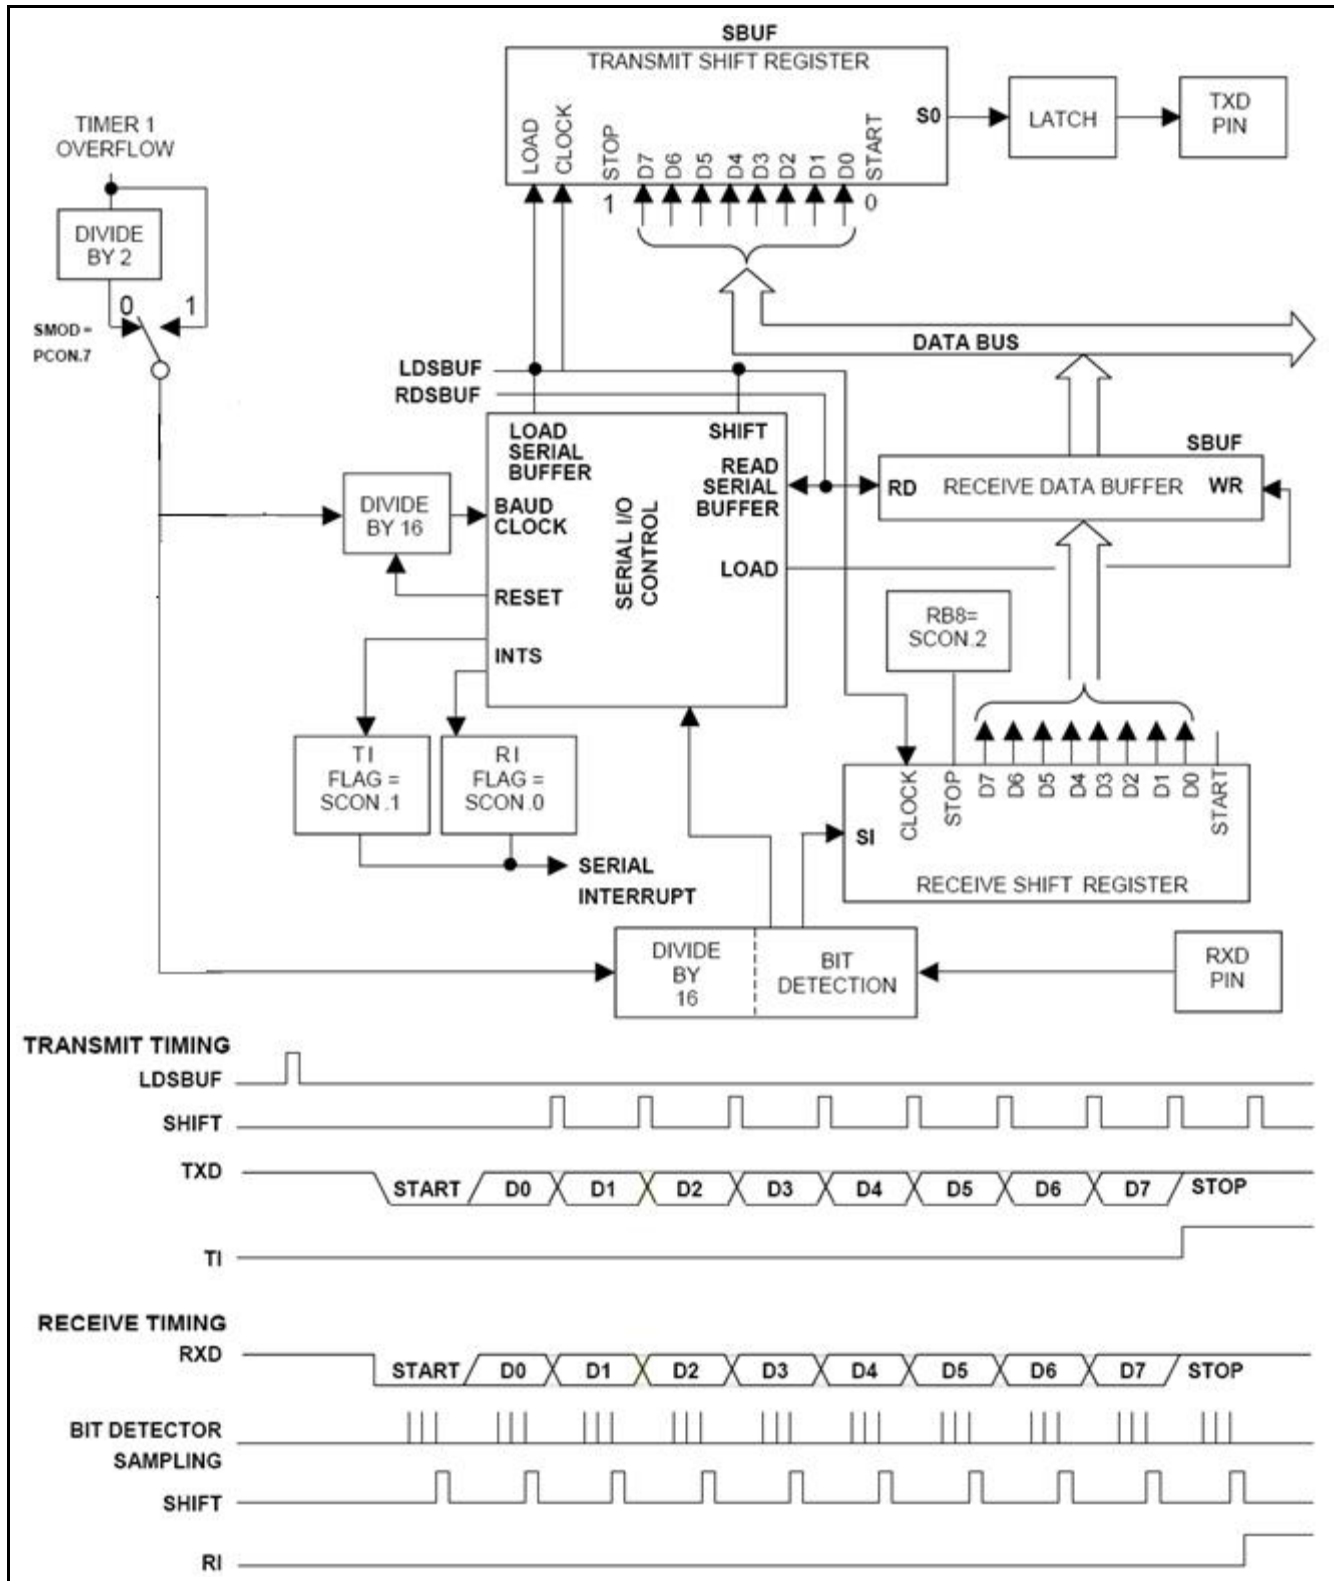 SBUF
TRANSMIT SHIFT REGISTER
LOAD
CLOCK
STOP
D7
D6
D5
D4
D3
D2
D1
D0
START
S0
1
0
LATCH
TXD
PIN
TIMER 1
OVERFLOW
DIVIDE
BY 2
0
1
SMOD =
PCON.7
DATA BUS
LDSBUF
RDSBUF
LOAD
SERIAL
BUFFER
SHIFT
READ
SERIAL
BUFFER
BAUD
CLOCK
SERIAL I/O
CONTROL
LOAD
RESET
INTS
DIVIDE
BY 16
SBUF
RD
RECEIVE DATA BUFFER
WR
RB8=
SCON.2
TI
FLAG =
SCON.1
RI
FLAG =
SCON.0
SERIAL
INTERRUPT
SI
CLOCK
STOP
D7
D6
D5
D4
D3
D2
D1
D0
START
RECEIVE SHIFT REGISTER
DIVIDE
BY
16
BIT
DETECTION
RXD
PIN
TRANSMIT TIMING
LDSBUF
SHIFT
TXD
START D0 D1 D2 D3 D4 D5 D6 D7 STOP
TI
RECEIVE TIMING
RXD
START D0 D1 D2 D3 D4 D5 D6 D7 STOP
BIT DETECTOR
SAMPLING
SHIFT
RI